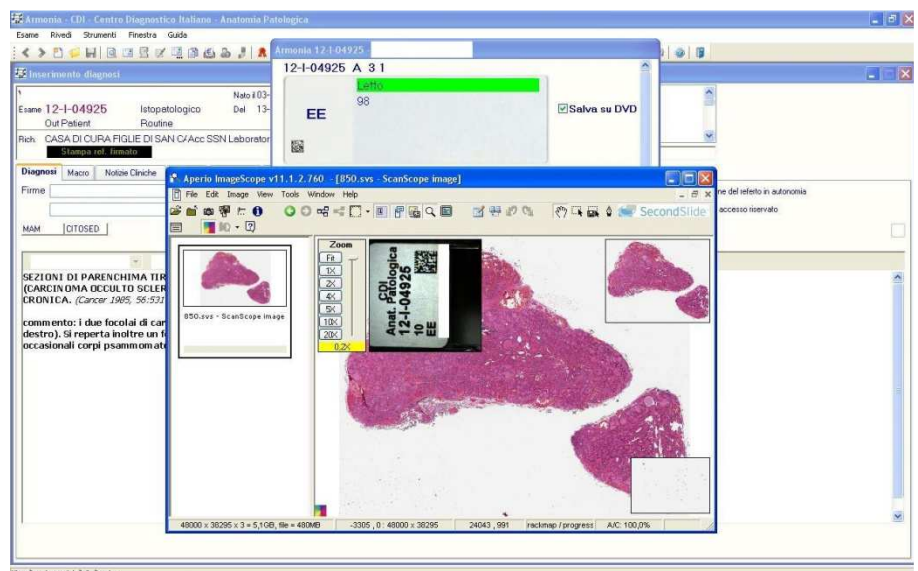 Armonia - CDI - Centro Diagnostico Italiano - Anatomia Patologica
Esame Rivedi Strumenti Finestra Guida
Armonia 12-I-04925 -
12-I-04925 A 3 1
Letto
98
EE
Salva su DVD
Inserimento diagnosi
Nato il 03-
Esame 12-I-04925 Istopatologico Del 13-
Out Patient Routine
Rich. CASA DI CURA FIGLIE DI SAN C/Acc SSN Laborator
Stampa ref. firmato
Diagnosi Macro Notizie Cliniche
Firme
ne del referto in autonomia
accesso riservato
MAM [CITOSED]
SEZIONI DI PARENCHIMA TIR
(CARCINOMA OCCULTO SCLER
CRONICA. (Cancer 1985, 56:531
commento: i due focolai di car
destro). Si reperta inoltre un f
occasionali corpi psammomat
Aperio ImageScope v11.1.2.760 - [850.svs - ScanScope image]
File Edit Image View Tools Window Help
SecondSlide
850.svs - ScanScope image
Zoom
Fit
1X
2X
4X
5X
10X
20X
0,2X
CDI
Anat. Patologica
12-I-04925
10
EE
48000 x 38295 x 3 = 5,1GB, file = 480MB -3305 , 0 : 48000 x 38295 24043 , 991 rackmap / progress A/C: 100,0%